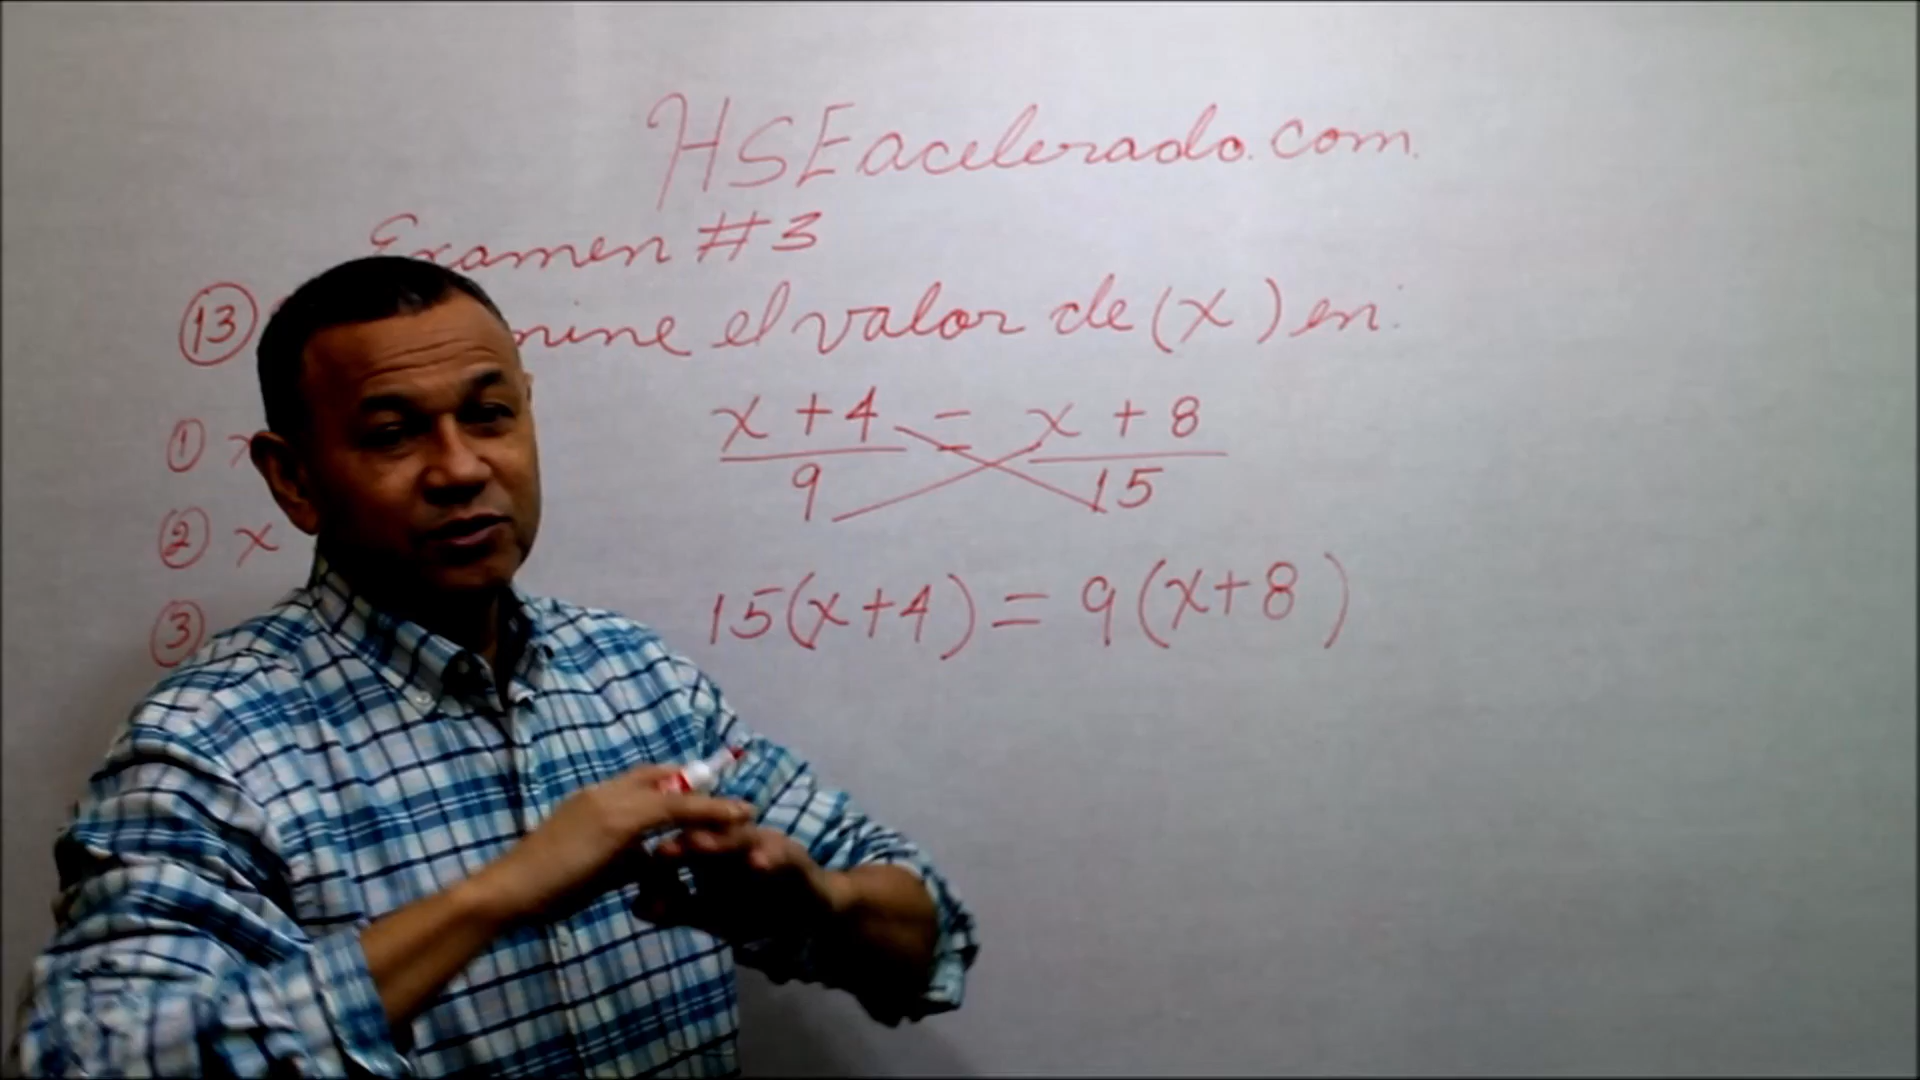 HSEacelerado.com
Examen #3
13 el valor de (x) en:
1 x
2 x
3
x + 4 = x + 8
9 15
15(x+4) = 9(x+8)